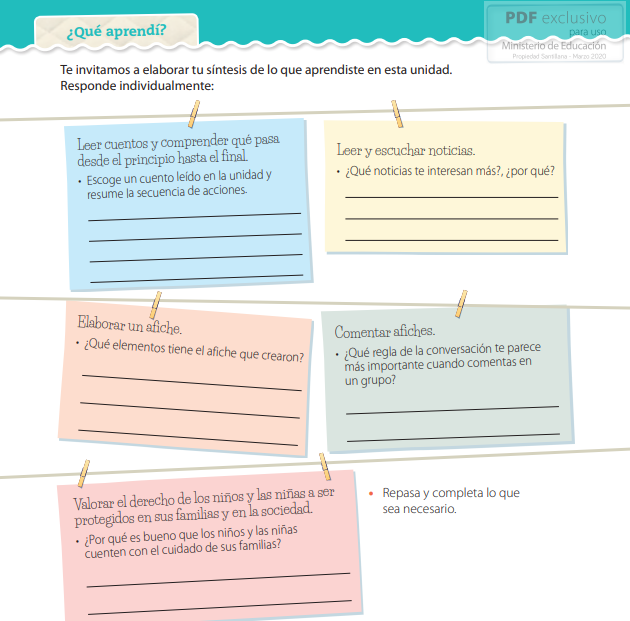 ¿Qué aprendí?
PDF exclusivo
para uso
Ministerio de Educación
Propiedad Santillana - Marzo 2020
Te invitamos a elaborar tu síntesis de lo que aprendiste en esta unidad.
Responde individualmente:
Leer cuentos y comprender qué pasa
desde el principio hasta el final.
• Escoge un cuento leído en la unidad y
resume la secuencia de acciones.
Leer y escuchar noticias.
• ¿Qué noticias te interesan más?, ¿por qué?
Elaborar un afiche.
• ¿Qué elementos tiene el afiche que crearon?
Comentar afiches.
• ¿Qué regla de la conversación te parece
más importante cuando comentas en
un grupo?
Valorar el derecho de los niños y las niñas a ser
protegidos en sus familias y en la sociedad.
• ¿Por qué es bueno que los niños y las niñas
cuenten con el cuidado de sus familias?
• Repasa y completa lo que
sea necesario.